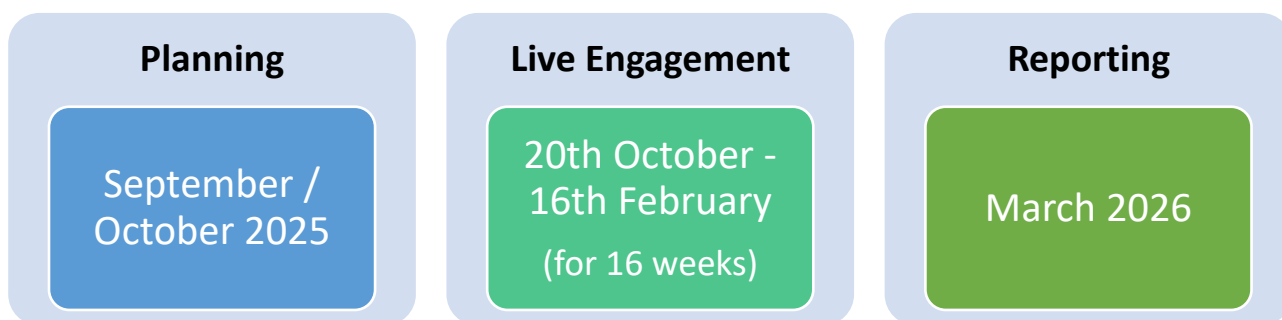 Planning
September /
October 2025
Live Engagement
20th October -
16th February
(for 16 weeks)
Reporting
March 2026